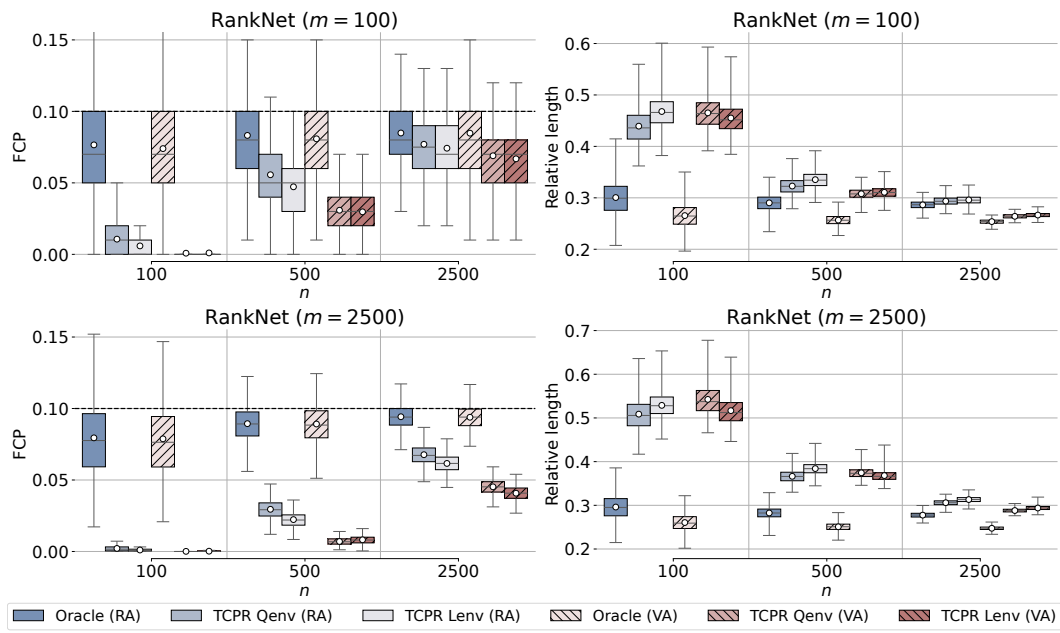 RankNet (m = 100)
FCP
0.15
0.10
0.05
0.00
100
500
2500
n
RankNet (m = 100)
Relative length
0.6
0.5
0.4
0.3
0.2
100
500
2500
n
RankNet (m = 2500)
FCP
0.15
0.10
0.05
0.00
100
500
2500
n
RankNet (m = 2500)
Relative length
0.7
0.6
0.5
0.4
0.3
0.2
100
500
2500
n
Oracle (RA)
TCPR Qenv (RA)
TCPR Lenv (RA)
Oracle (VA)
TCPR Qenv (VA)
TCPR Lenv (VA)